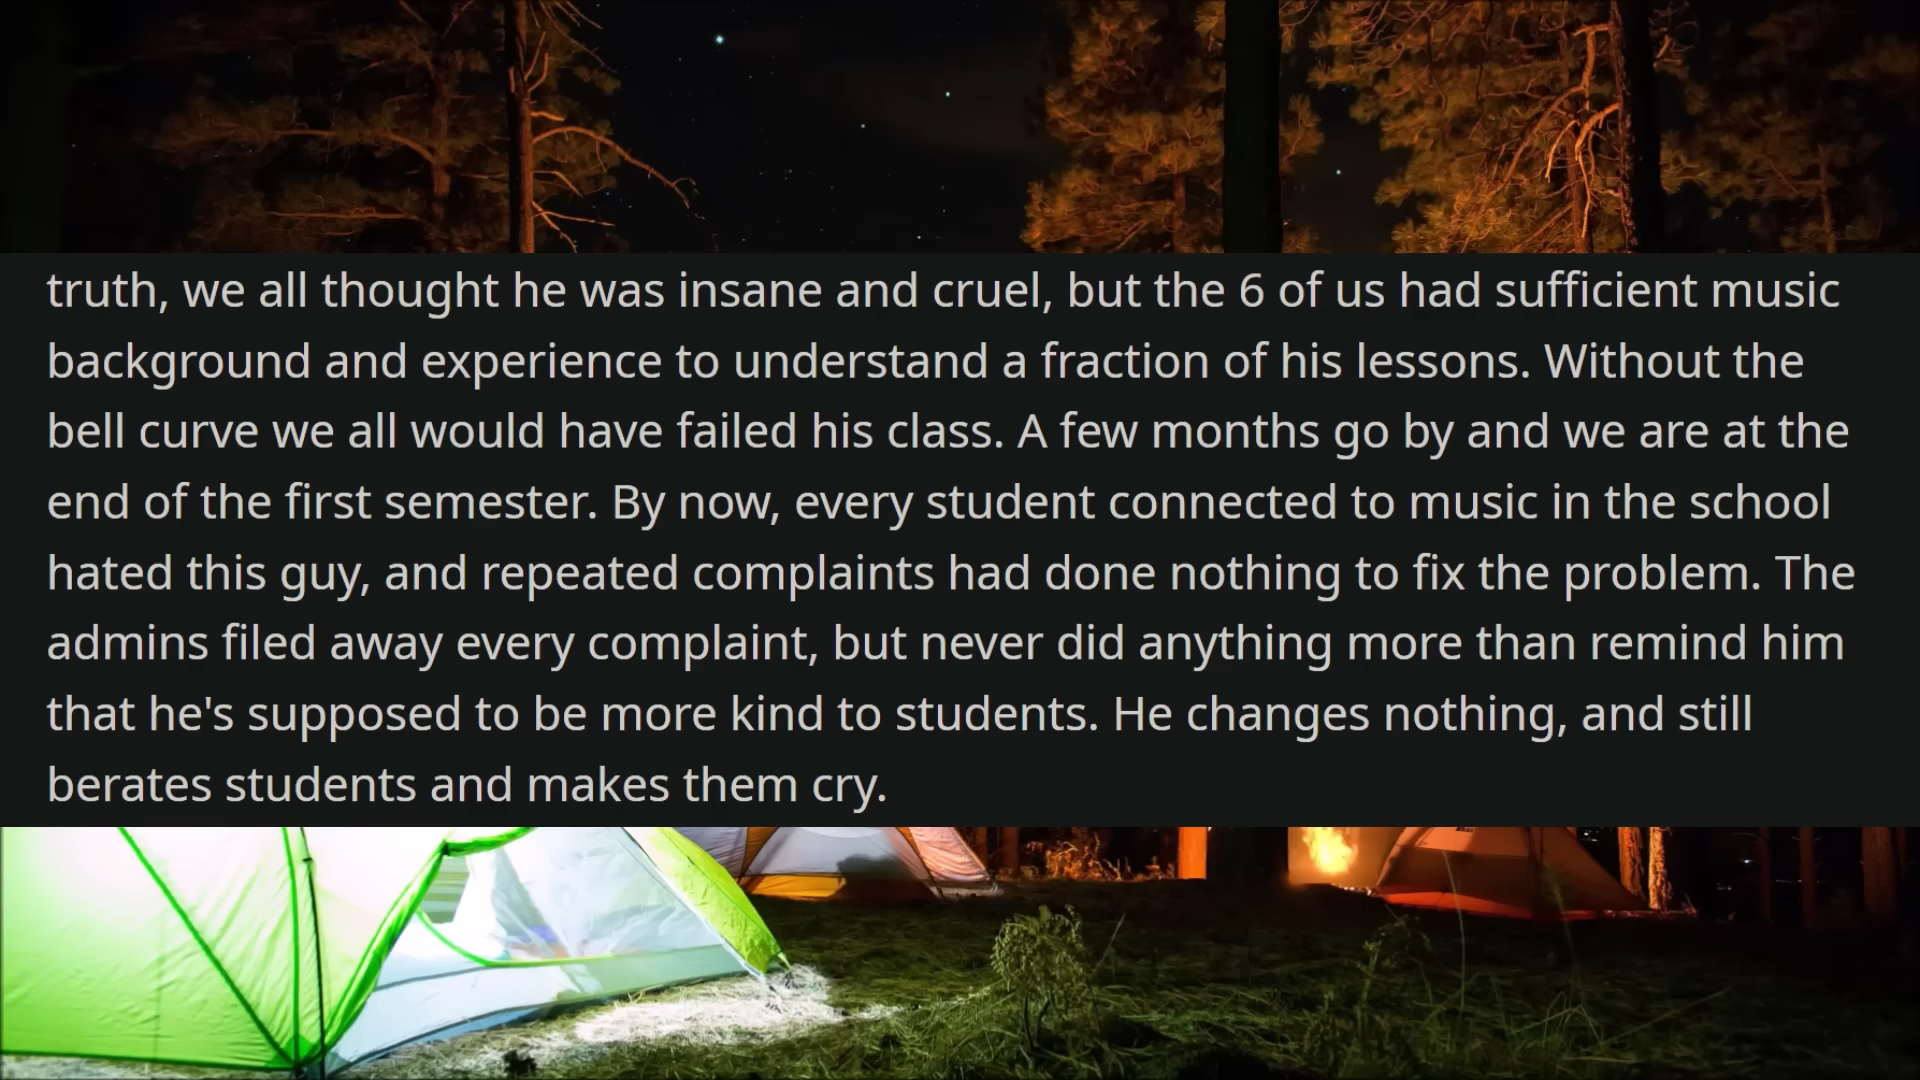 truth, we all thought he was insane and cruel, but the 6 of us had sufficient music
background and experience to understand a fraction of his lessons. Without the
bell curve we all would have failed his class. A few months go by and we are at the
end of the first semester. By now, every student connected to music in the school
hated this guy, and repeated complaints had done nothing to fix the problem. The
admins filed away every complaint, but never did anything more than remind him
that he's supposed to be more kind to students. He changes nothing, and still
berates students and makes them cry.